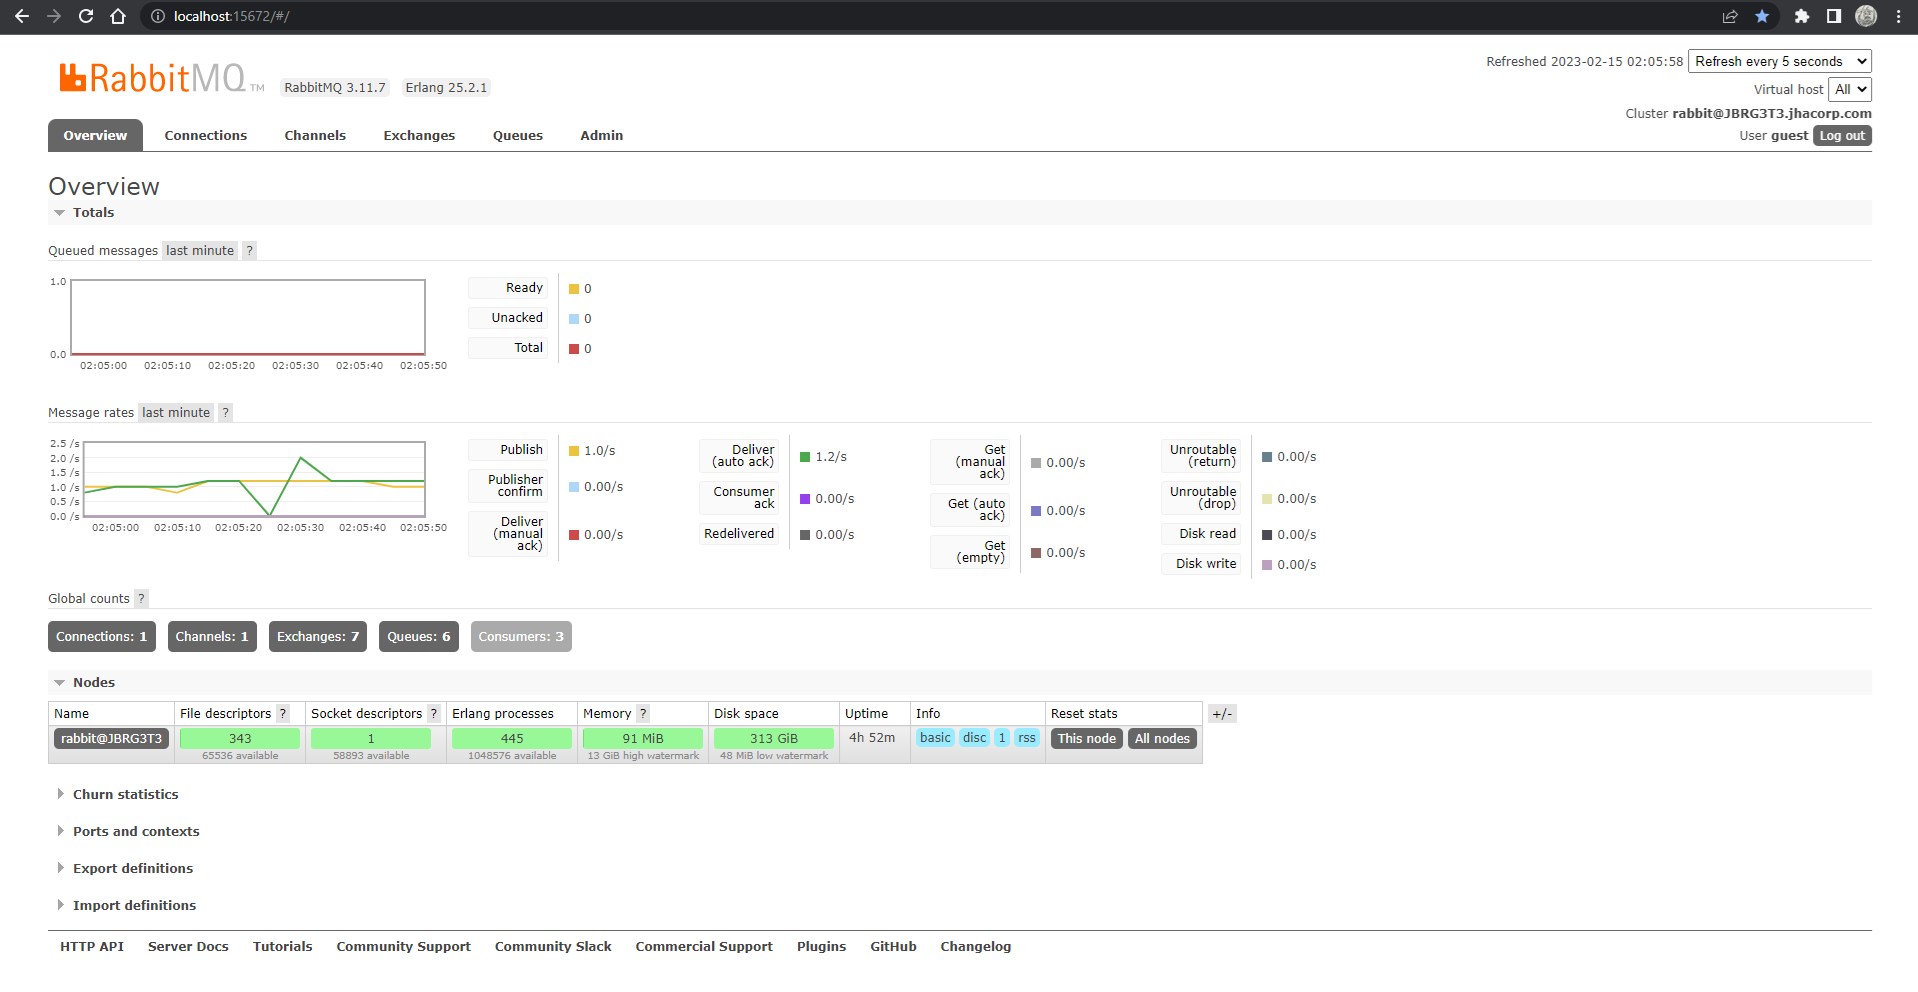 localhost:15672/#/
RabbitMQ TM RabbitMQ 3.11.7 Erlang 25.2.1
Refreshed 2023-02-15 02:05:58 Refresh every 5 seconds
Virtual host All
Cluster rabbit@JBRG3T3.jhacorp.com
User guest Log out
Overview Connections Channels Exchanges Queues Admin
Overview
Totals
Queued messages last minute ?
1.0
0.0
02:05:00 02:05:10 02:05:20 02:05:30 02:05:40 02:05:50
Ready 0
Unacked 0
Total 0
Message rates last minute ?
2.5 /s
2.0 /s
1.5 /s
1.0 /s
0.5 /s
0.0 /s
02:05:00 02:05:10 02:05:20 02:05:30 02:05:40 02:05:50
Publish 1.0/s
Publisher
confirm 0.00/s
Deliver
(manual
ack) 0.00/s
Deliver
(auto ack) 1.2/s
Consumer
ack 0.00/s
Redelivered 0.00/s
Get
(manual
ack) 0.00/s
Get (auto
ack) 0.00/s
Get
(empty) 0.00/s
Unroutable
(return) 0.00/s
Unroutable
(drop) 0.00/s
Disk read 0.00/s
Disk write 0.00/s
Global counts ?
Connections: 1 Channels: 1 Exchanges: 7 Queues: 6 Consumers: 3
Nodes
Name File descriptors ? Socket descriptors ? Erlang processes Memory ? Disk space Uptime Info Reset stats +/-
rabbit@JBRG3T3 343 1 445 91 MiB 313 GiB 4h 52m basic disc 1 rss This node All nodes
65536 available 58893 available 1048576 available 13 GiB high watermark 48 MiB low watermark
Churn statistics
Ports and contexts
Export definitions
Import definitions
HTTP API Server Docs Tutorials Community Support Community Slack Commercial Support Plugins GitHub Changelog